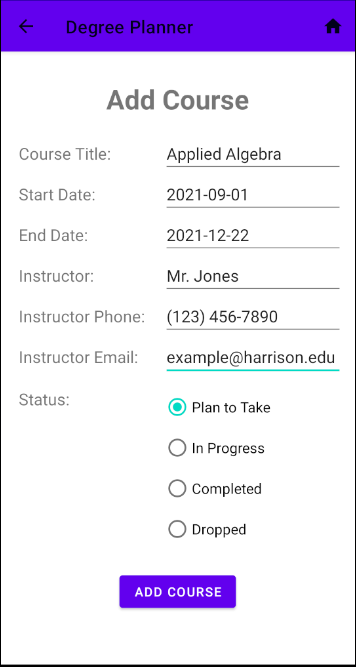 Degree Planner
Add Course
Course Title: Applied Algebra
Start Date: 2021-09-01
End Date: 2021-12-22
Instructor: Mr. Jones
Instructor Phone: (123) 456-7890
Instructor Email: example@harrison.edu
Status: Plan to Take
In Progress
Completed
Dropped
ADD COURSE